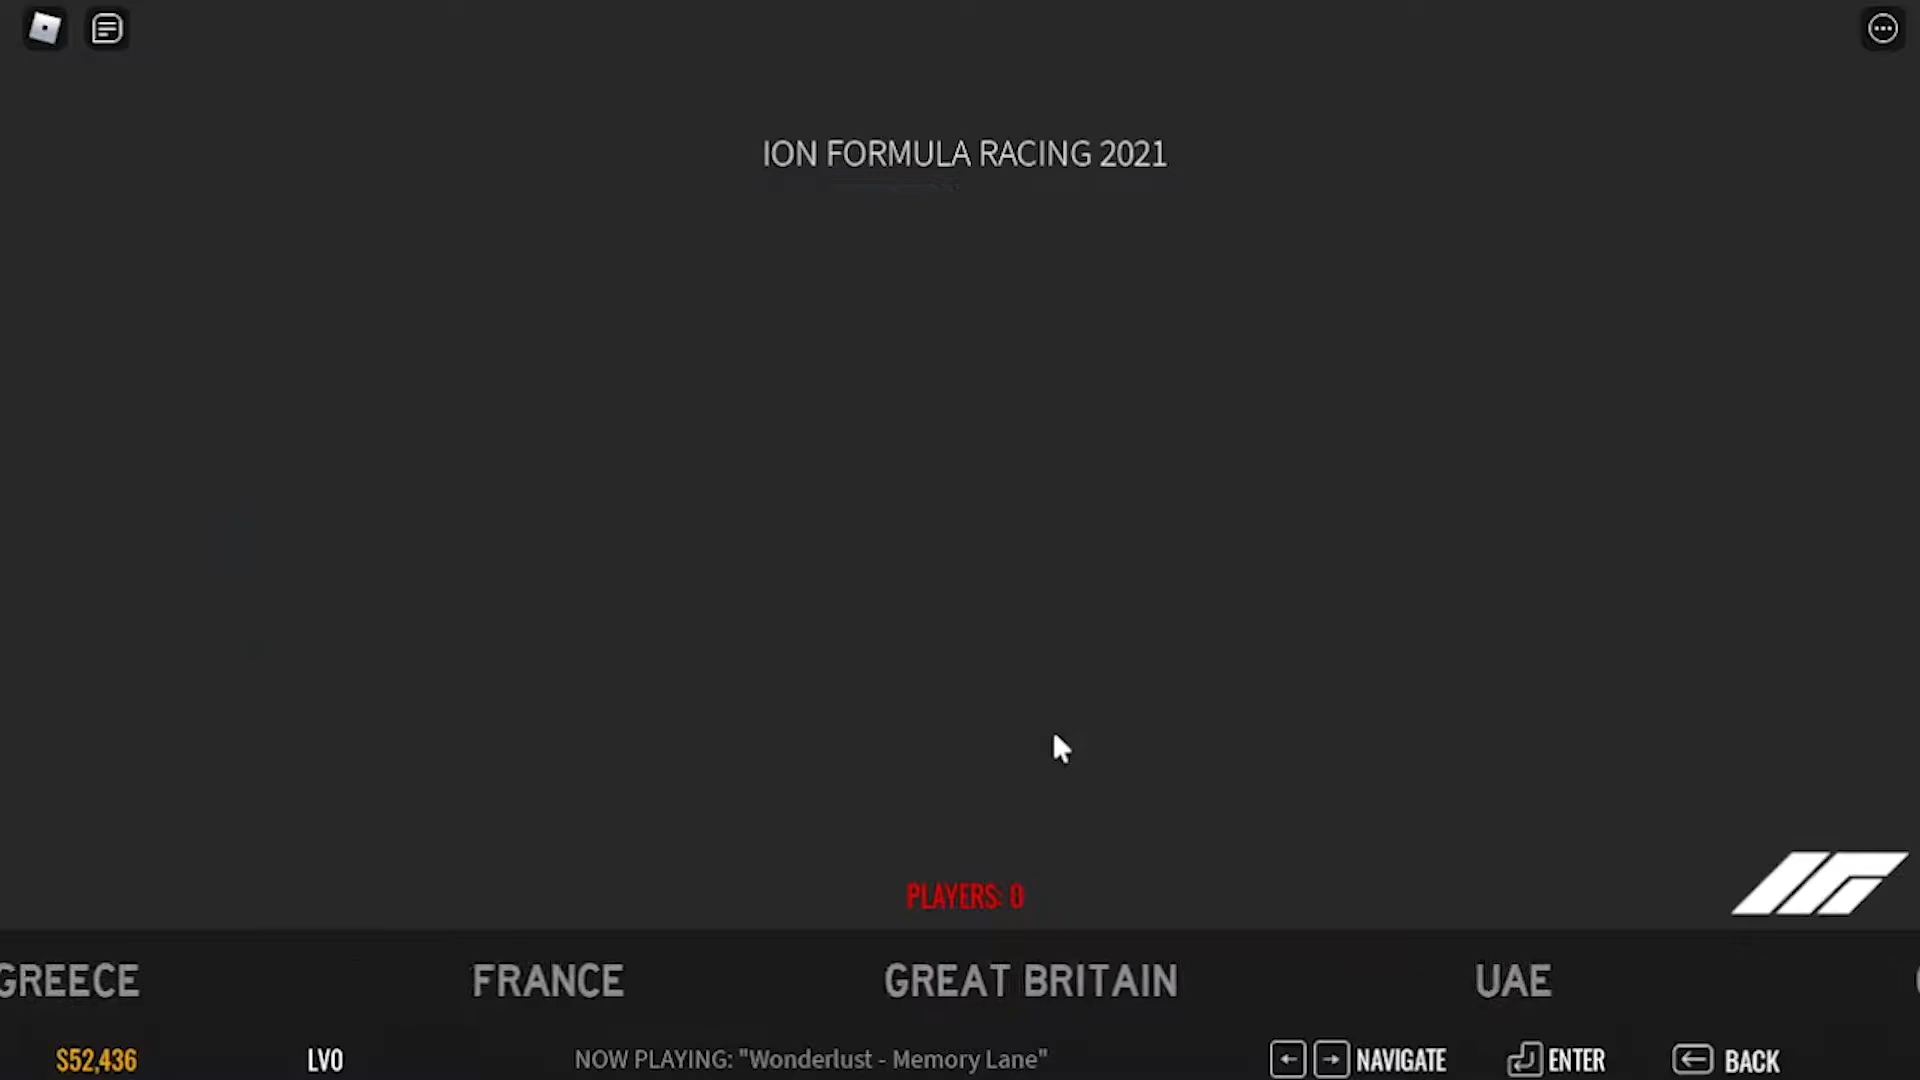 ION FORMULA RACING 2021
PLAYERS: 0
GREECE FRANCE GREAT BRITAIN UAE
$52,436 LV0 NOW PLAYING: "Wonderlust - Memory Lane" NAVIGATE ENTER BACK